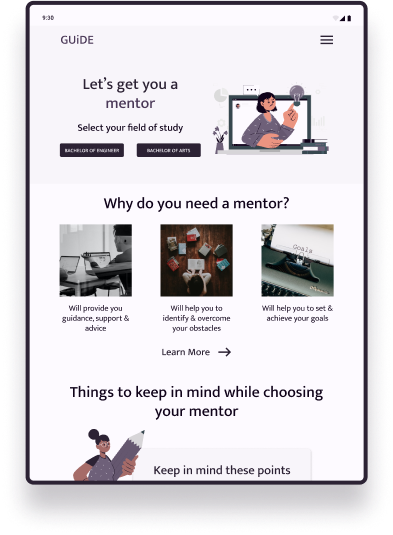 9:30
GUiDE
Let's get you a
mentor
Select your field of study
BACHELOR OF ENGINEER
BACHELOR OF ARTS
Why do you need a mentor?
Goals
Will provide you
guidance, support &
advice
Will help you to
identify & overcome
your obstacles
Will help you to set &
achieve your goals
Learn More
Things to keep in mind while choosing
your mentor
Keep in mind these points